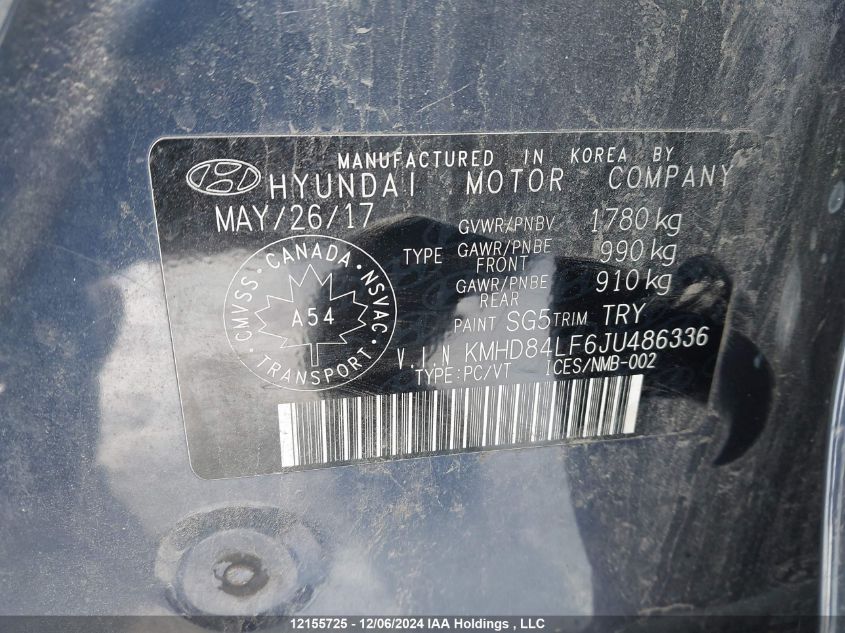 MANUFACTURED IN KOREA BY
HYUNDAI MOTOR COMPANY
MAY/26/17
GVWR/PNBV 1780 kg
TYPE GAWR/PNBE FRONT 990 kg
GAWR/PNBE REAR 910 kg
PAINT SG5 TRIM TRY
V.I.N KMHD84LF6JU486336
TYPE:PC/VT ICES/NMB-002
CMVSS · CANADA · NSVAC
A54
· TRANSPORT ·
12155725 - 12/06/2024 IAA Holdings , LLC